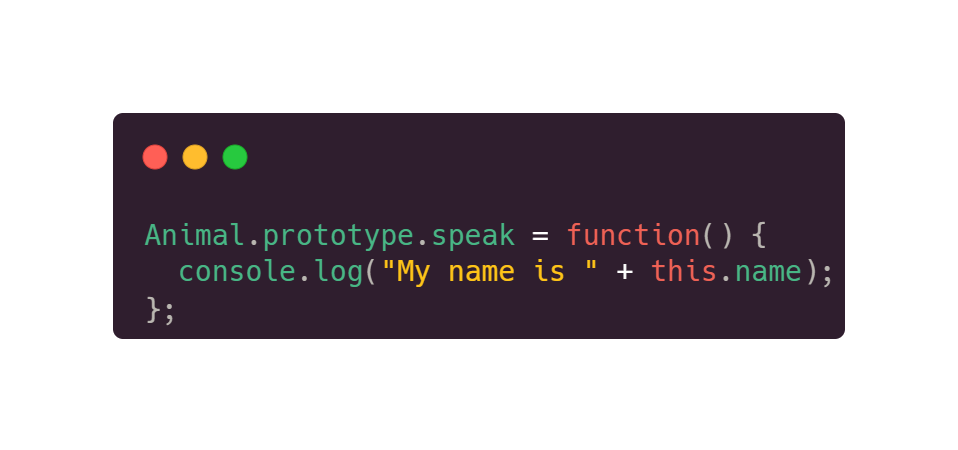 Animal.prototype.speak = function() {
  console.log("My name is " + this.name);
};